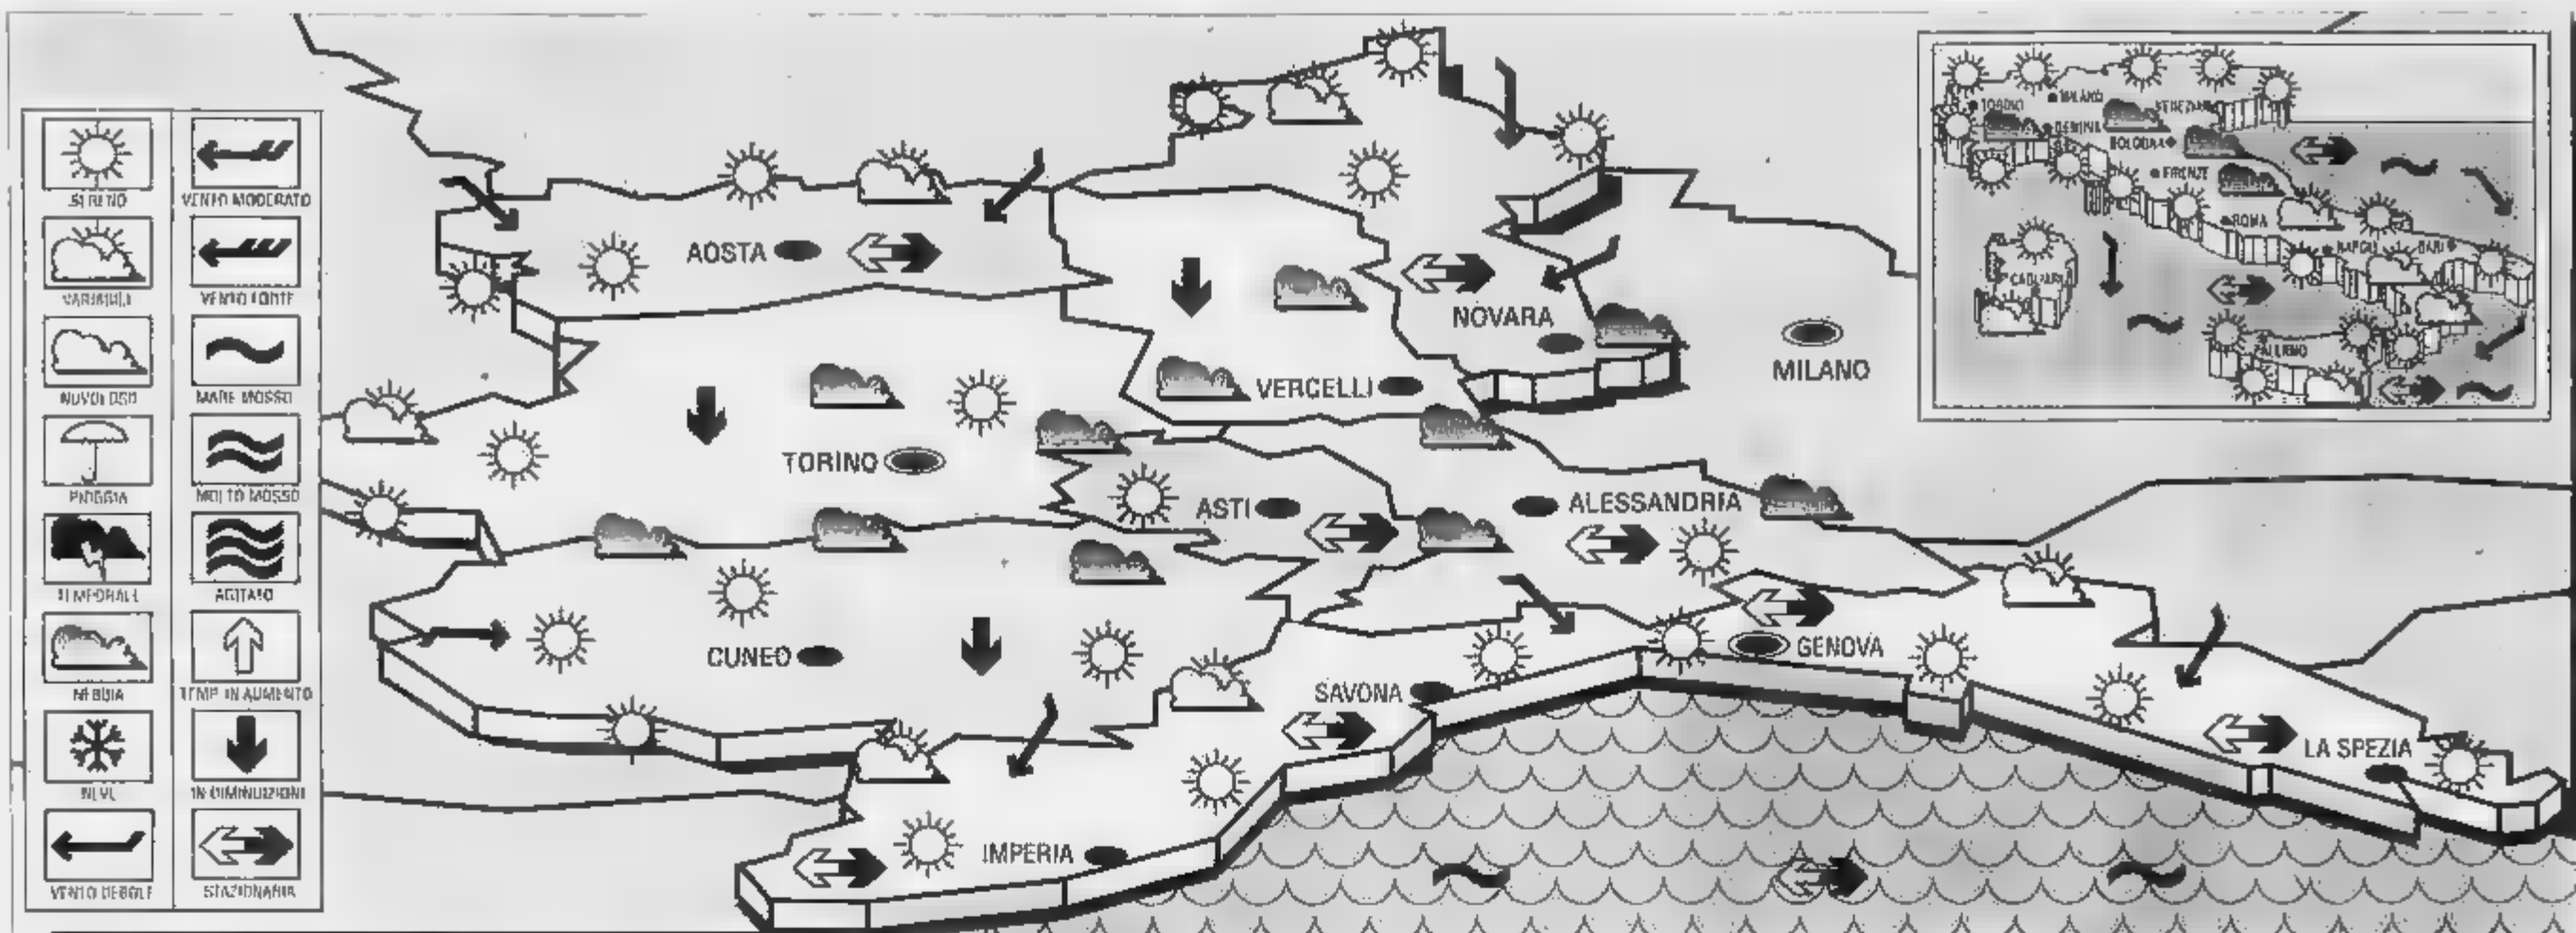 SERENO
VENTO MODERATO
VARIABILE
VENTO FORTE
NUVOLOSO
MARE MOSSO
PIOGGIA
MOLTO MOSSO
TEMPORALE
AGITATO
NEBBIA
TEMP. IN AUMENTO
NEVE
IN DIMINUZIONE
VENTO DEBOLE
STAZIONARIA
AOSTA
NOVARA
MILANO
VERCELLI
TORINO
ASTI
ALESSANDRIA
CUNEO
GENOVA
SAVONA
LA SPEZIA
IMPERIA
TORINO
MILANO
VENEZIA
GENOVA
BOLOGNA
FIRENZE
ROMA
NAPOLI
BARI
CAGLIARI
PALERMO